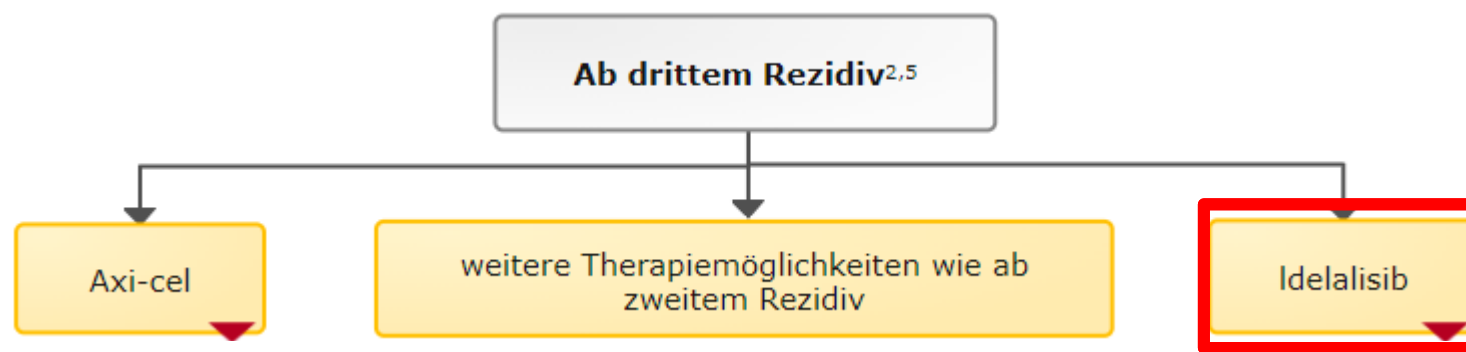 Ab drittem Rezidiv2,5
Axi-cel
weitere Therapiemöglichkeiten wie ab
zweitem Rezidiv
Idelalisib